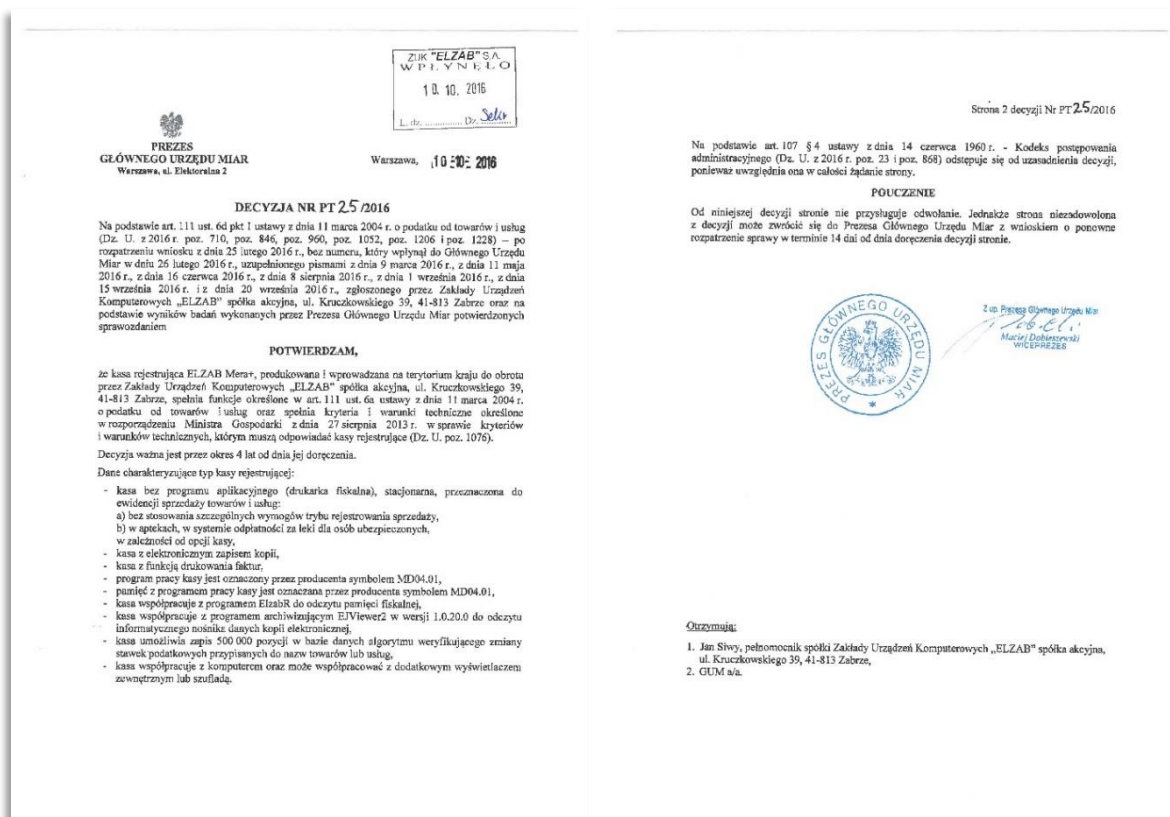 ZUK "ELZAB" S.A.
WPŁYNĘŁO
10. 10. 2016
L. dz. ............... Dz. ...........
PREZES
GŁÓWNEGO URZĘDU MIAR
Warszawa, ul. Elektoralna 2
Warszawa, 10 -10- 2016
DECYZJA NR PT 25/2016
Na podstawie art. 111 ust. 6d pkt 1 ustawy z dnia 11 marca 2004 r. o podatku od towarów i usług
(Dz. U. z 2016 r. poz. 710, poz. 846, poz. 960, poz. 1052, poz. 1206 i poz. 1228) – po
rozpatrzeniu wniosku z dnia 25 lutego 2016 r., bez numeru, który wpłynął do Głównego Urzędu
Miar w dniu 26 lutego 2016 r., uzupełnionego pismami z dnia 9 marca 2016 r., z dnia 11 maja
2016 r., z dnia 16 czerwca 2016 r., z dnia 8 sierpnia 2016 r., z dnia 1 września 2016 r., z dnia
15 września 2016 r. i z dnia 20 września 2016 r., zgłoszonego przez Zakłady Urządzeń
Komputerowych „ELZAB” spółka akcyjna, ul. Kruczkowskiego 39, 41-813 Zabrze oraz na
podstawie wyników badań wykonanych przez Prezesa Głównego Urzędu Miar potwierdzonych
sprawozdaniem
POTWIERDZAM,
że kasa rejestrująca ELZAB Mera+, produkowana i wprowadzana na terytorium kraju do obrotu
przez Zakłady Urządzeń Komputerowych „ELZAB” spółka akcyjna, ul. Kruczkowskiego 39,
41-813 Zabrze, spełnia funkcje określone w art. 111 ust. 6a ustawy z dnia 11 marca 2004 r.
o podatku od towarów i usług oraz spełnia kryteria i warunki techniczne określone
w rozporządzeniu Ministra Gospodarki z dnia 27 sierpnia 2013 r. w sprawie kryteriów
i warunków technicznych, którym muszą odpowiadać kasy rejestrujące (Dz. U. poz. 1076).
Decyzja ważna jest przez okres 4 lat od dnia jej doręczenia.
Dane charakteryzujące typ kasy rejestrującej:
- kasa bez programu aplikacyjnego (drukarka fiskalna), stacjonarna, przeznaczona do
ewidencji sprzedaży towarów i usług:
a) bez stosowania szczególnych wymogów trybu rejestrowania sprzedaży,
b) w aptekach, w systemie odpłatności za leki dla osób ubezpieczonych,
w zależności od opcji kasy,
- kasa z elektronicznym zapisem kopii,
- kasa z funkcją drukowania faktur,
- program pracy kasy jest oznaczony przez producenta symbolem MD04.01,
- pamięć z programem pracy kasy jest oznaczana przez producenta symbolem MD04.01,
- kasa współpracuje z programem ElzabR do odczytu pamięci fiskalnej,
- kasa współpracuje z programem archiwizującym EJViewer2 w wersji 1.0.20.0 do odczytu
informatycznego nośnika danych kopii elektronicznej,
- kasa umożliwia zapis 500 000 pozycji w bazie danych algorytmu weryfikującego zmiany
stawek podatkowych przypisanych do nazw towarów lub usług,
- kasa współpracuje z komputerem oraz może współpracować z dodatkowym wyświetlaczem
zewnętrznym lub szufladą.
Strona 2 decyzji Nr PT 25/2016
Na podstawie art. 107 § 4 ustawy z dnia 14 czerwca 1960 r. - Kodeks postępowania
administracyjnego (Dz. U. z 2016 r. poz. 23 i poz. 868) odstępuje się od uzasadnienia decyzji,
ponieważ uwzględnia ona w całości żądanie strony.
POUCZENIE
Od niniejszej decyzji stronie nie przysługuje odwołanie. Jednakże strona niezadowolona
z decyzji może zwrócić się do Prezesa Głównego Urzędu Miar z wnioskiem o ponowne
rozpatrzenie sprawy w terminie 14 dni od dnia doręczenia decyzji stronie.
PREZES GŁÓWNEGO URZĘDU MIAR
Z up. Prezesa Głównego Urzędu Miar
Maciej Dobieszewski
WICEPREZES
Otrzymują:
1. Jan Siwy, pełnomocnik spółki Zakłady Urządzeń Komputerowych „ELZAB” spółka akcyjna,
ul. Kruczkowskiego 39, 41-813 Zabrze,
2. GUM a/a.